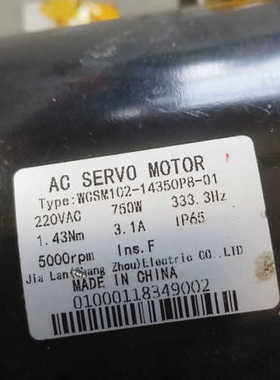 AC SERVO MOTOR
Type:WGSM102-14350P8-01
220VAC 750W 333.3Hz
1.43Nm 3.1A IP65
5000rpm Ins.F
Jia Lan(Chang Zhou)Electric CO.,LTD
MADE IN CHINA
01000118349002